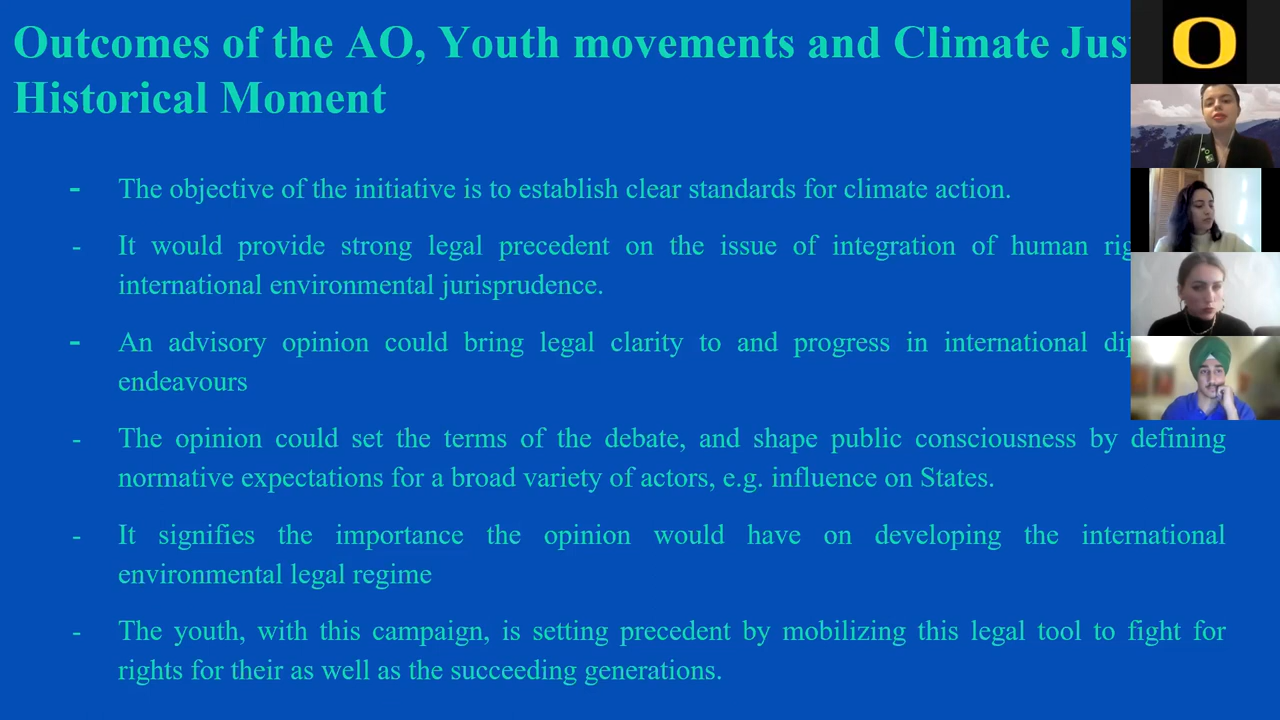 Outcomes of the AO, Youth movements and Climate
Historical Moment
- The objective of the initiative is to establish clear standards for climate action.
- It would provide strong legal precedent on the issue of integration of human
international environmental jurisprudence.
- An advisory opinion could bring legal clarity to and progress in international
endeavours
- The opinion could set the terms of the debate, and shape public consciousness by defining
normative expectations for a broad variety of actors, e.g. influence on States.
- It signifies the importance the opinion would have on developing the international
environmental legal regime
- The youth, with this campaign, is setting precedent by mobilizing this legal tool to fight for
rights for their as well as the succeeding generations.
O